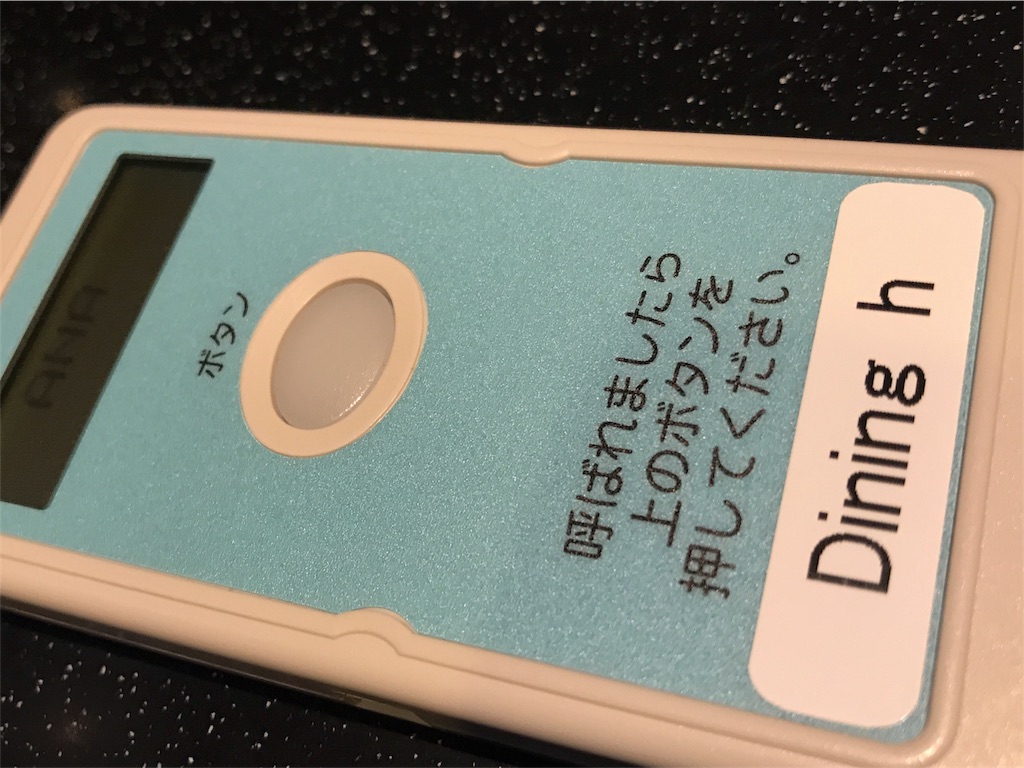 ANA
ボタン
呼ばれましたら
上のボタンを
押してください。
Dining h